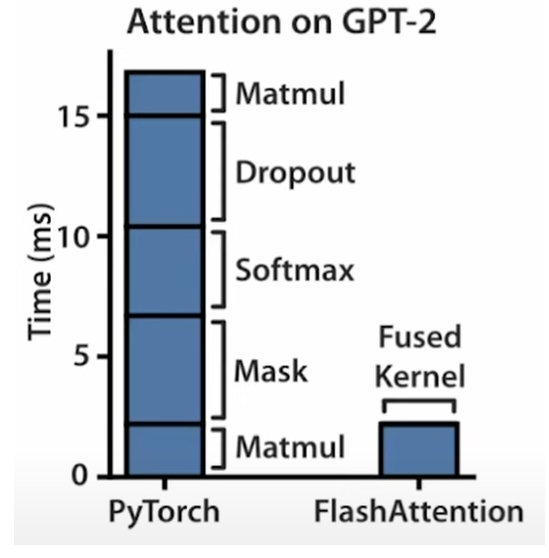 Attention on GPT-2
Time (ms)
15
10
5
0
Matmul
Dropout
Softmax
Mask
Matmul
Fused
Kernel
PyTorch
FlashAttention